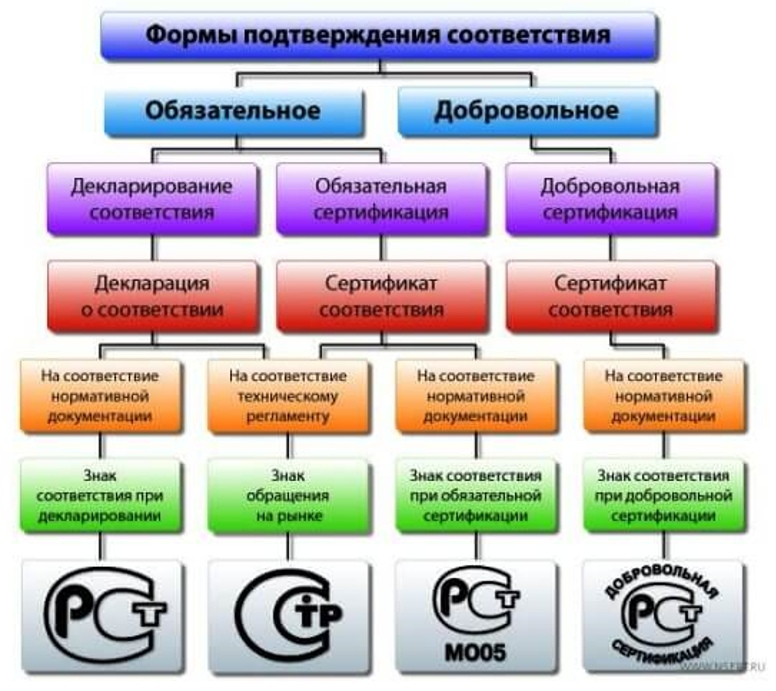 Формы подтверждения соответствия
Обязательное
Добровольное
Декларирование
соответствия
Обязательная
сертификация
Добровольная
сертификация
Декларация
о соответствии
Сертификат
соответствия
Сертификат
соответствия
На соответствие
нормативной
документации
На соответствие
техническому
регламенту
На соответствие
нормативной
документации
На соответствие
нормативной
документации
Знак
соответствия при
декларировании
Знак
обращения
на рынке
Знак соответствия
при обязательной
сертификации
Знак соответствия
при добровольной
сертификации
РСТ
СТР
РСТ
МО05
ДОБРОВОЛЬНАЯ
РСТ
СЕРТИФИКАЦИЯ